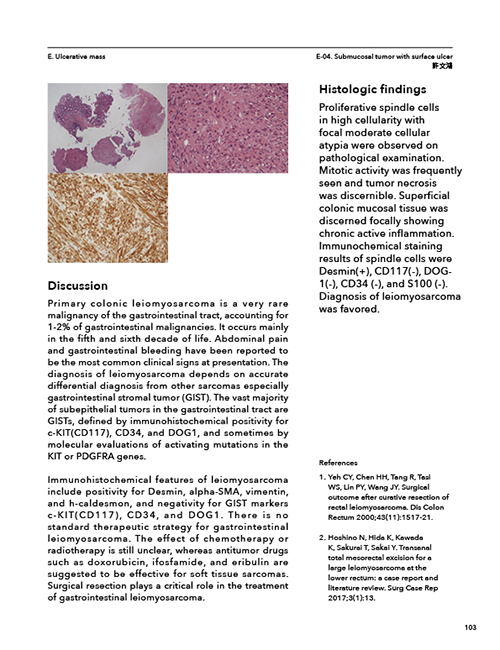 E. Ulcerative mass
E-04. Submucosal tumor with surface ulcer
許文鴻
Histologic findings
Proliferative spindle cells
in high cellularity with
focal moderate cellular
atypia were observed on
pathological examination.
Mitotic activity was frequently
seen and tumor necrosis
was discernible. Superficial
colonic mucosal tissue was
discerned focally showing
chronic active inflammation.
Immunochemical staining
results of spindle cells were
Desmin(+), CD117(-), DOG-
1(-), CD34 (-), and S100 (-).
Diagnosis of leiomyosarcoma
was favored.
Discussion
Primary colonic leiomyosarcoma is a very rare
malignancy of the gastrointestinal tract, accounting for
1-2% of gastrointestinal malignancies. It occurs mainly
in the fifth and sixth decade of life. Abdominal pain
and gastrointestinal bleeding have been reported to
be the most common clinical signs at presentation. The
diagnosis of leiomyosarcoma depends on accurate
differential diagnosis from other sarcomas especially
gastrointestinal stromal tumor (GIST). The vast majority
of subepithelial tumors in the gastrointestinal tract are
GISTs, defined by immunohistochemical positivity for
c-KIT(CD117), CD34, and DOG1, and sometimes by
molecular evaluations of activating mutations in the
KIT or PDGFRA genes.
Immunohistochemical features of leiomyosarcoma
include positivity for Desmin, alpha-SMA, vimentin,
and h-caldesmon, and negativity for GIST markers
c-KIT(CD117), CD34, and DOG1. There is no
standard therapeutic strategy for gastrointestinal
leiomyosarcoma. The effect of chemotherapy or
radiotherapy is still unclear, whereas antitumor drugs
such as doxorubicin, ifosfamide, and eribulin are
suggested to be effective for soft tissue sarcomas.
Surgical resection plays a critical role in the treatment
of gastrointestinal leiomyosarcoma.
References
1. Yeh CY, Chen HH, Tang R, Tasi
WS, Lin PY, Wang JY. Surgical
outcome after curative resection of
rectal leiomyosarcoma. Dis Colon
Rectum 2000;43(11):1517-21.
2. Hoshino N, Hida K, Kawada
K, Sakurai T, Sakai Y. Transanal
total mesorectal excision for a
large leiomyosarcoma at the
lower rectum: a case report and
literature review. Surg Case Rep
2017;3(1):13.
103